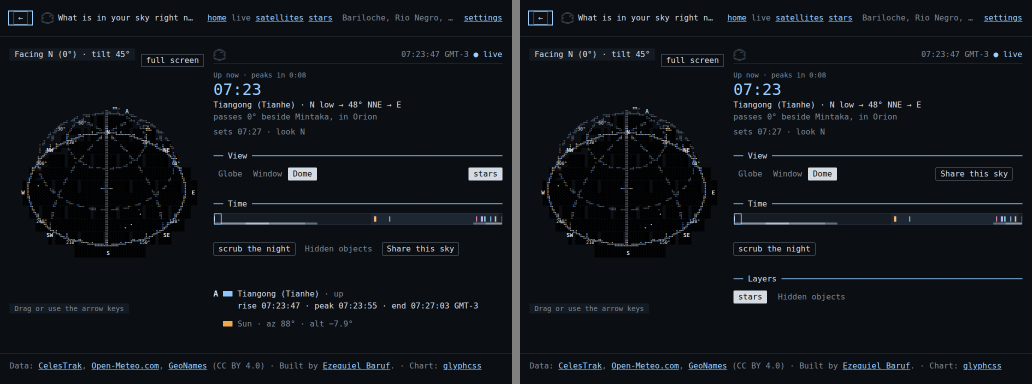 ← What is in your sky right n… home live satellites stars Bariloche, Rio Negro, … settings
Facing N (0°) · tilt 45°
full screen
07:23:47 GMT-3 ● live
Up now · peaks in 0:08
07:23
Tiangong (Tianhe) · N low → 48° NNE → E
passes 0° beside Mintaka, in Orion
sets 07:27 · look N
View
Globe Window Dome stars
Time
scrub the night Hidden objects Share this sky
A Tiangong (Tianhe) · up
rise 07:23:47 · peak 07:23:55 · end 07:27:03 GMT-3
Sun · az 88° · alt −7.9°
A
N
NW
NE
W
E
SW
SE
S
Drag or use the arrow keys
Data: CelesTrak, Open-Meteo.com, GeoNames (CC BY 4.0) · Built by Ezequiel Baruf. · Chart: glyphcss
← What is in your sky right n… home live satellites stars Bariloche, Rio Negro, … settings
Facing N (0°) · tilt 45°
full screen
07:23:47 GMT-3 ● live
Up now · peaks in 0:08
07:23
Tiangong (Tianhe) · N low → 48° NNE → E
passes 0° beside Mintaka, in Orion
sets 07:27 · look N
View
Globe Window Dome Share this sky
Time
scrub the night
Layers
stars Hidden objects
A
N
NW
NE
W
E
SW
SE
S
Drag or use the arrow keys
Data: CelesTrak, Open-Meteo.com, GeoNames (CC BY 4.0) · Built by Ezequiel Baruf. · Chart: glyphcss